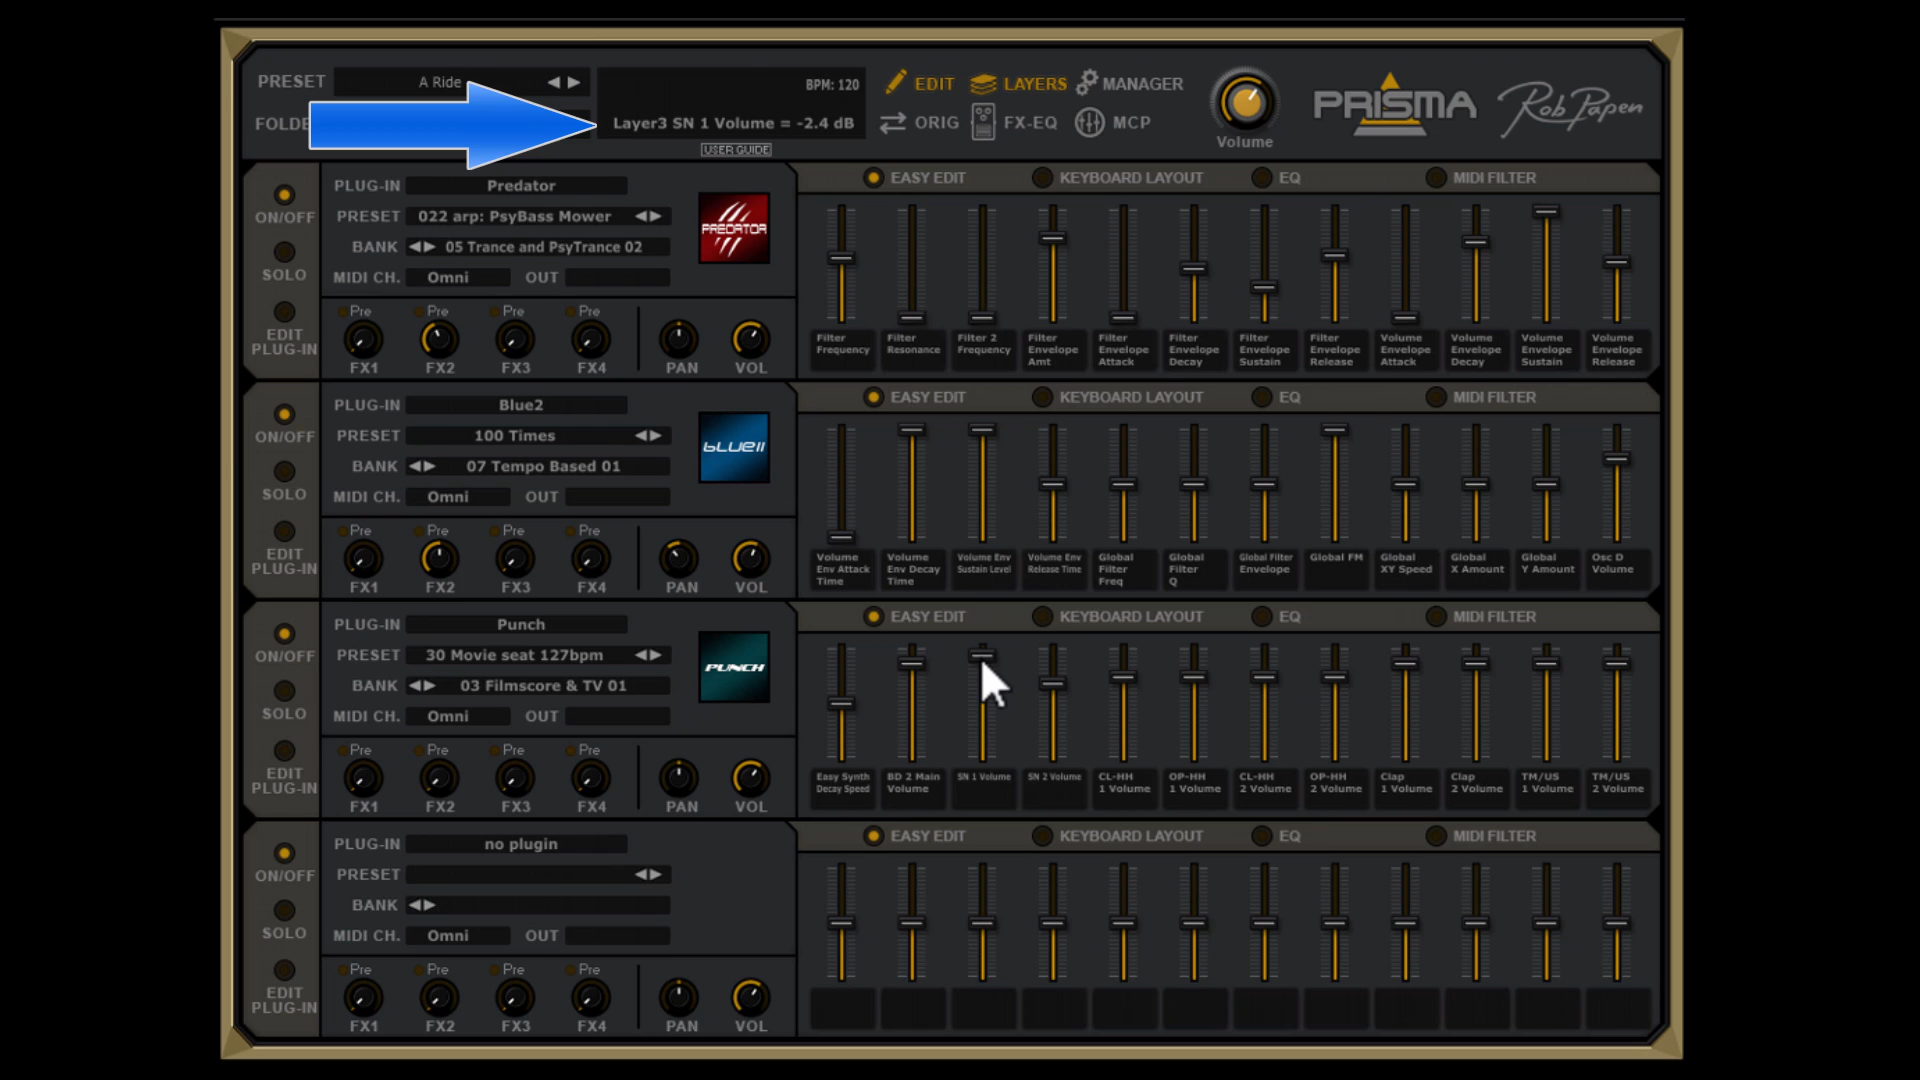 PRESET A Ride
FOLDE
BPM: 120
Layer3 SN 1 Volume = -2.4 dB
USER GUIDE
EDIT LAYERS MANAGER
ORIG FX-EQ MCP
Volume
PRISMA
Rob Papen
ON/OFF
SOLO
EDIT
PLUG-IN
PLUG-IN Predator
PRESET 022 arp: PsyBass Mower
BANK 05 Trance and PsyTrance 02
MIDI CH. Omni OUT
PREDATOR
Pre Pre Pre Pre
FX1 FX2 FX3 FX4 PAN VOL
EASY EDIT KEYBOARD LAYOUT EQ MIDI FILTER
Filter Frequency
Filter Resonance
Filter 2 Frequency
Filter Envelope Amt
Filter Envelope Attack
Filter Envelope Decay
Filter Envelope Sustain
Filter Envelope Release
Volume Envelope Attack
Volume Envelope Decay
Volume Envelope Sustain
Volume Envelope Release
ON/OFF
SOLO
EDIT
PLUG-IN
PLUG-IN Blue2
PRESET 100 Times
BANK 07 Tempo Based 01
MIDI CH. Omni OUT
BLUEII
Pre Pre Pre Pre
FX1 FX2 FX3 FX4 PAN VOL
EASY EDIT KEYBOARD LAYOUT EQ MIDI FILTER
Volume Env Attack Time
Volume Env Decay Time
Volume Env Sustain Level
Volume Env Release Time
Global Filter Freq
Global Filter Q
Global Filter Envelope
Global FM
Global XY Speed
Global X Amount
Global Y Amount
Osc D Volume
ON/OFF
SOLO
EDIT
PLUG-IN
PLUG-IN Punch
PRESET 30 Movie seat 127bpm
BANK 03 Filmscore & TV 01
MIDI CH. Omni OUT
PUNCH
Pre Pre Pre Pre
FX1 FX2 FX3 FX4 PAN VOL
EASY EDIT KEYBOARD LAYOUT EQ MIDI FILTER
Easy Synth Decay Speed
BD 2 Main Volume
SN 1 Volume
SN 2 Volume
CL-HH 1 Volume
OP-HH 1 Volume
CL-HH 2 Volume
OP-HH 2 Volume
Clap 1 Volume
Clap 2 Volume
TM/US 1 Volume
TM/US 2 Volume
ON/OFF
SOLO
EDIT
PLUG-IN
PLUG-IN no plugin
PRESET
BANK
MIDI CH. Omni OUT
Pre Pre Pre Pre
FX1 FX2 FX3 FX4 PAN VOL
EASY EDIT KEYBOARD LAYOUT EQ MIDI FILTER